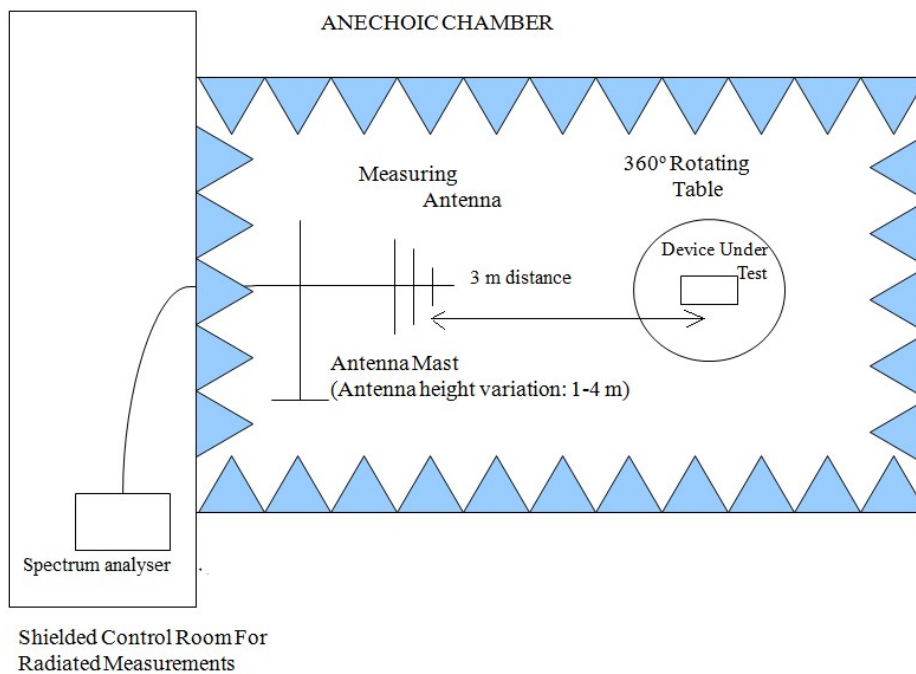 ANECHOIC CHAMBER
Measuring
Antenna
360º Rotating
Table
Device Under
Test
3 m distance
Antenna Mast
(Antenna height variation: 1-4 m)
Spectrum analyser
Shielded Control Room For
Radiated Measurements